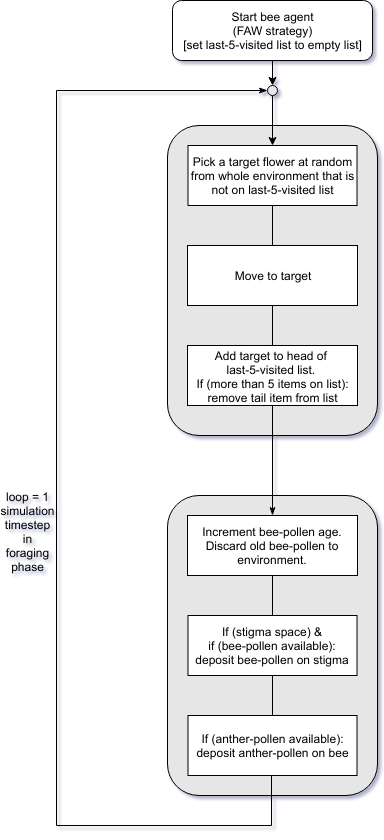 Start bee agent
(FAW strategy)
[set last-5-visited list to empty list]
Pick a target flower at random
from whole environment that is
not on last-5-visited list
Move to target
Add target to head of
last-5-visited list.
If (more than 5 items on list):
remove tail item from list
loop = 1
simulation
timestep
in
foraging
phase
Increment bee-pollen age.
Discard old bee-pollen to
environment.
If (stigma space) &
if (bee-pollen available):
deposit bee-pollen on stigma
If (anther-pollen available):
deposit anther-pollen on bee